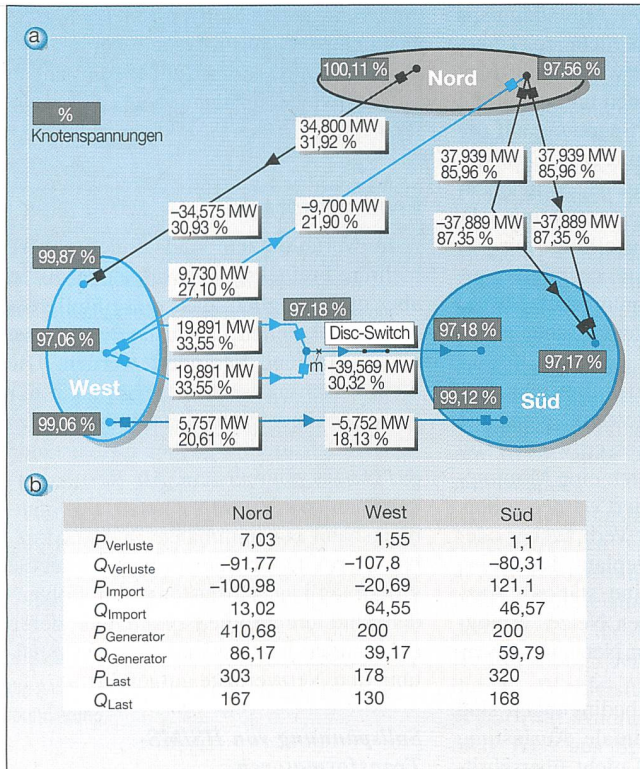 a
100,11 %
Nord
97,56 %
%
Knotenspannungen
34,800 MW
31,92 %
37,939 MW
85,96 %
37,939 MW
85,96 %
–34,575 MW
30,93 %
–9,700 MW
21,90 %
–37,889 MW
87,35 %
–37,889 MW
87,35 %
99,87 %
9,730 MW
27,10 %
97.18 %
97,06 %
19,891 MW
33,55 %
Disc-Switch
97,18 %
m
–39,569 MW
30,32 %
97,17 %
West
19,891 MW
33,55 %
Süd
99,12 %
99,06 %
5,757 MW
20,61 %
–5,752 MW
18,13 %
b
Nord West Süd
PVerluste 7,03 1,55 1,1
QVerluste –91,77 –107,8 –80,31
PImport –100,98 –20,69 121,1
QImport 13,02 64,55 46,57
PGenerator 410,68 200 200
QGenerator 86,17 39,17 59,79
PLast 303 178 320
QLast 167 130 168